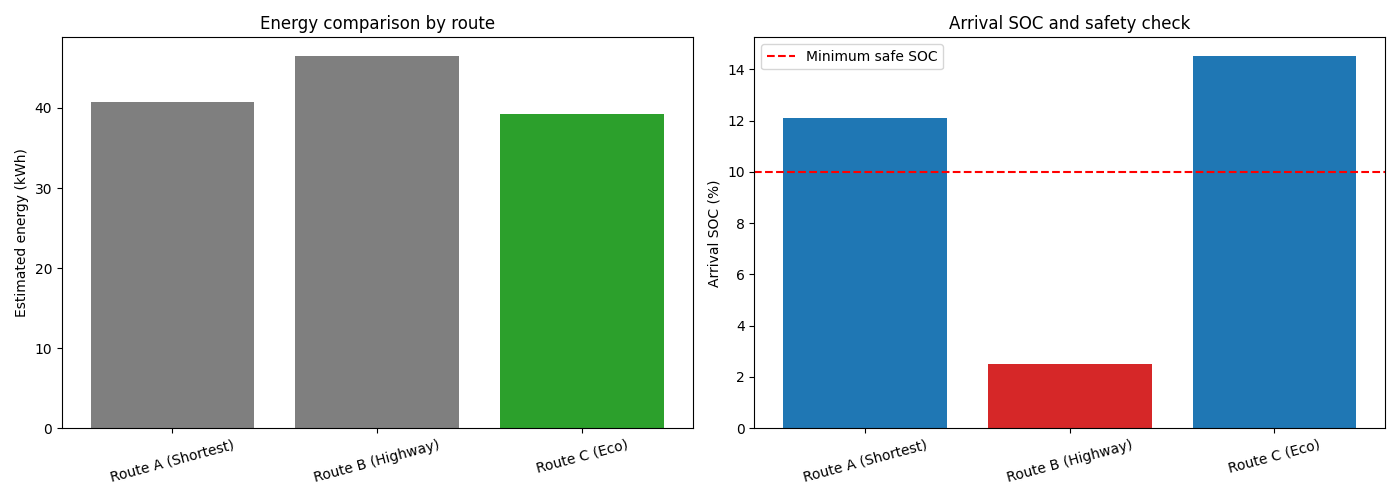 Energy comparison by route
Estimated energy (kWh)
40
30
20
10
0
Route A (Shortest)
Route B (Highway)
Route C (Eco)
Arrival SOC and safety check
Minimum safe SOC
Arrival SOC (%)
14
12
10
8
6
4
2
0
Route A (Shortest)
Route B (Highway)
Route C (Eco)